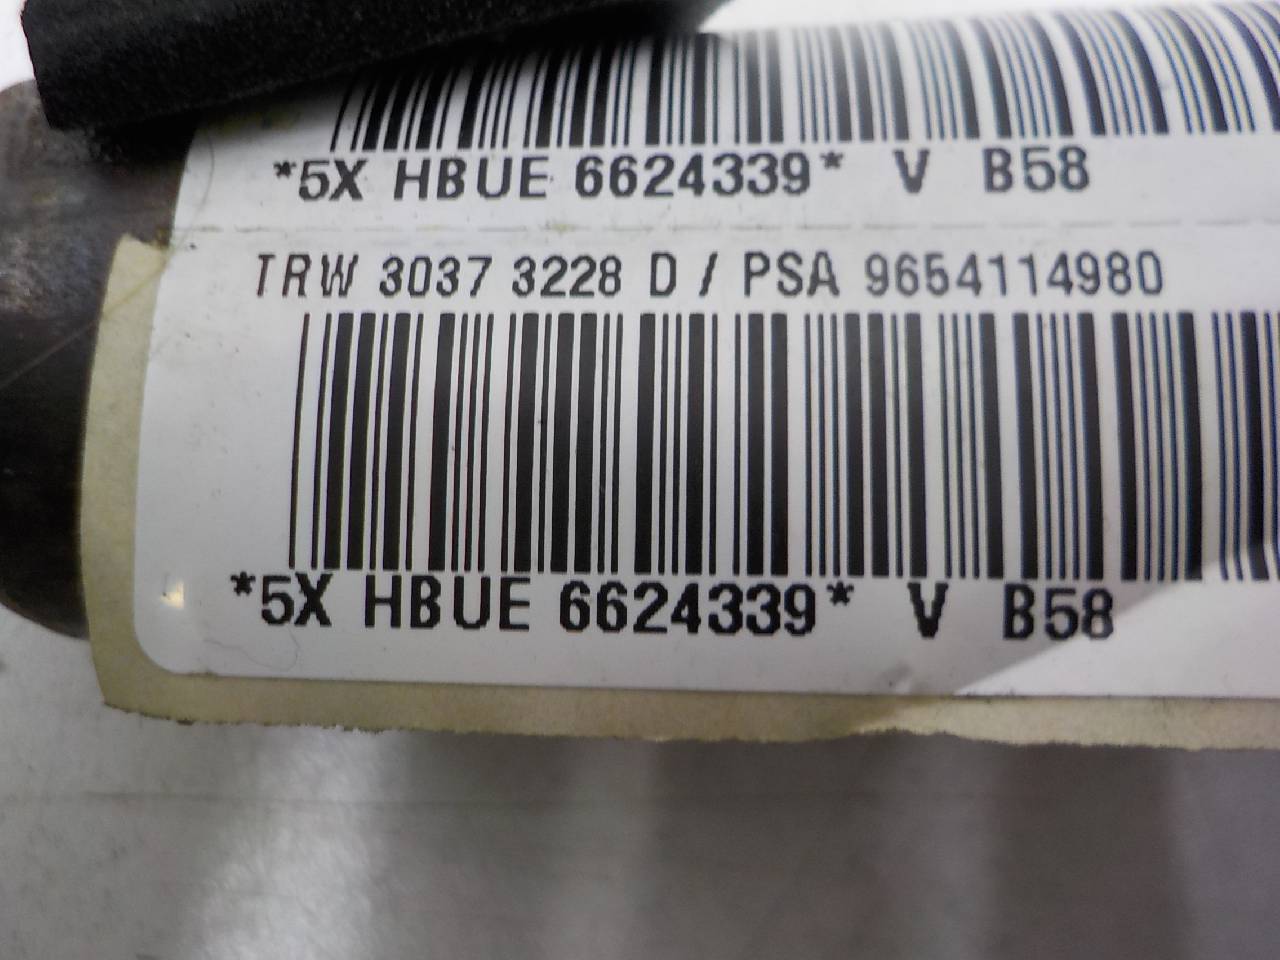 *5X HBUE 6624339* V B58
TRW 3037 3228 D / PSA 9654114980
*5X HBUE 6624339* V B58